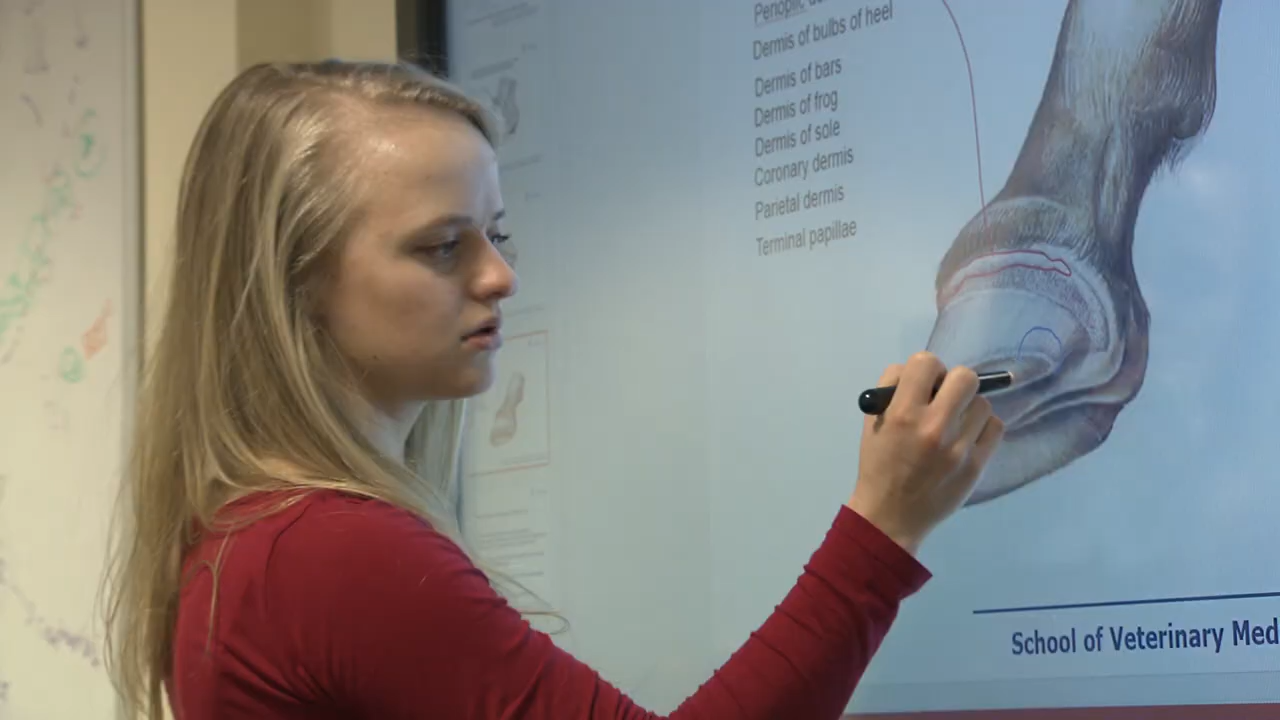 Perioplic
Dermis of bulbs of heel
Dermis of bars
Dermis of frog
Dermis of sole
Coronary dermis
Parietal dermis
Terminal papillae
School of Veterinary Med